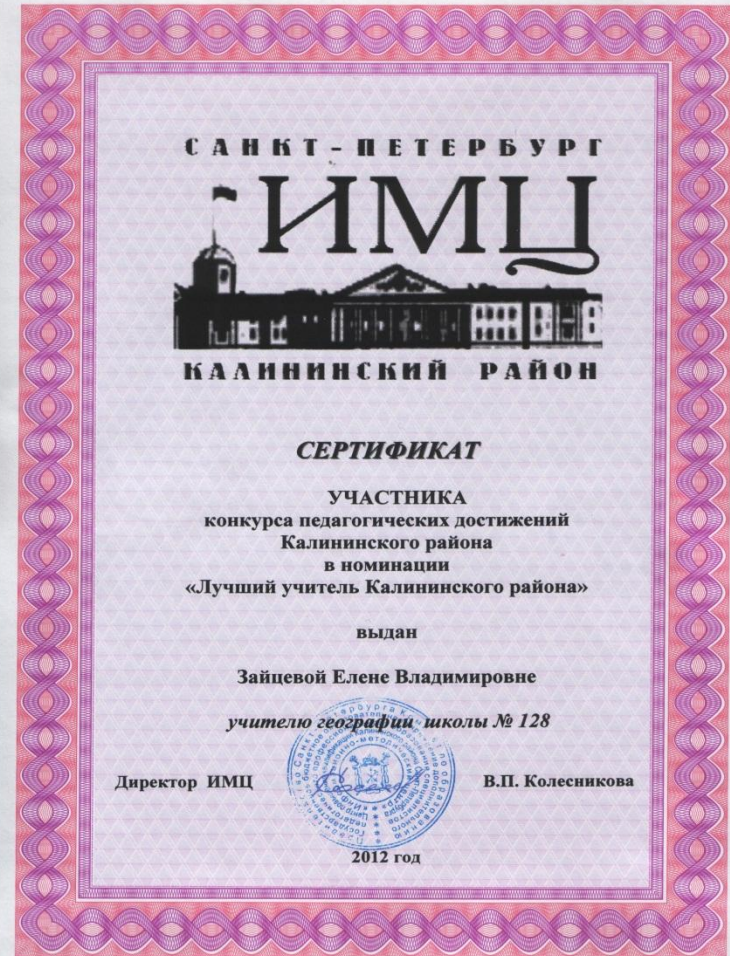 САНКТ-ПЕТЕРБУРГ
ИМЦ
КАЛИНИНСКИЙ РАЙОН
СЕРТИФИКАТ
УЧАСТНИКА
конкурса педагогических достижений
Калининского района
в номинации
«Лучший учитель Калининского района»
выдан
Зайцевой Елене Владимировне
учителю географии школы № 128
Директор ИМЦ В.П. Колесникова
2012 год